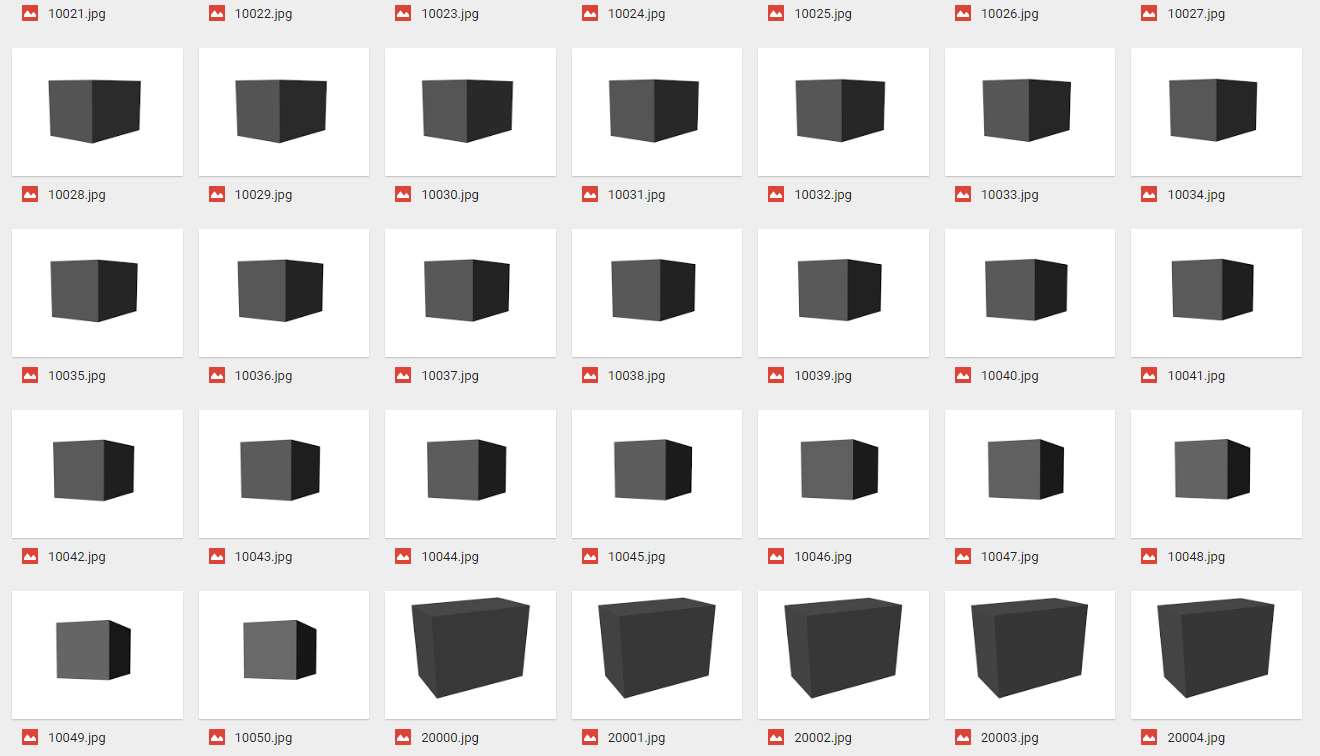 10021.jpg 10022.jpg 10023.jpg 10024.jpg 10025.jpg 10026.jpg 10027.jpg
10028.jpg 10029.jpg 10030.jpg 10031.jpg 10032.jpg 10033.jpg 10034.jpg
10035.jpg 10036.jpg 10037.jpg 10038.jpg 10039.jpg 10040.jpg 10041.jpg
10042.jpg 10043.jpg 10044.jpg 10045.jpg 10046.jpg 10047.jpg 10048.jpg
10049.jpg 10050.jpg 20000.jpg 20001.jpg 20002.jpg 20003.jpg 20004.jpg